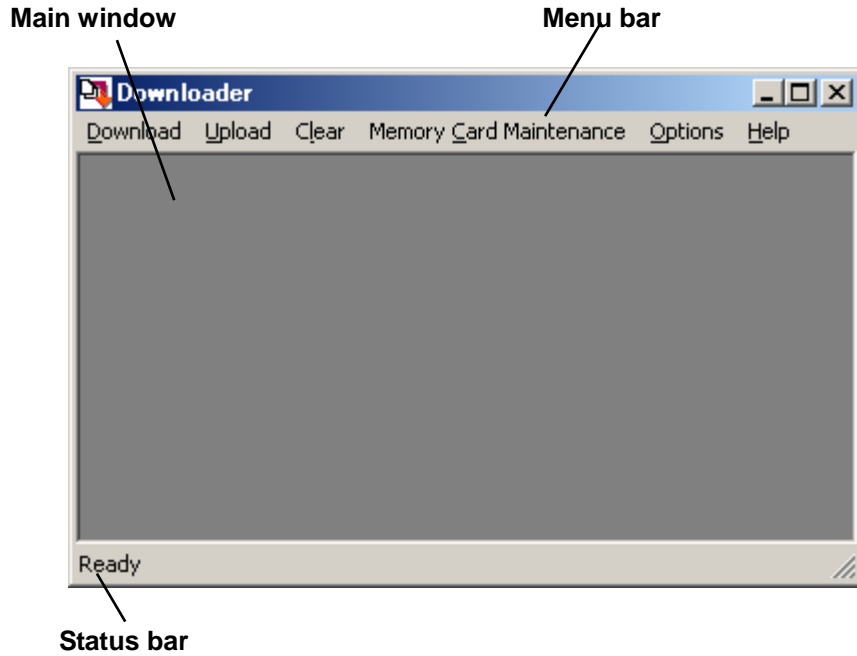 Main window Menu bar
Downloader
Download Upload Clear Memory Card Maintenance Options Help
Ready
Status bar